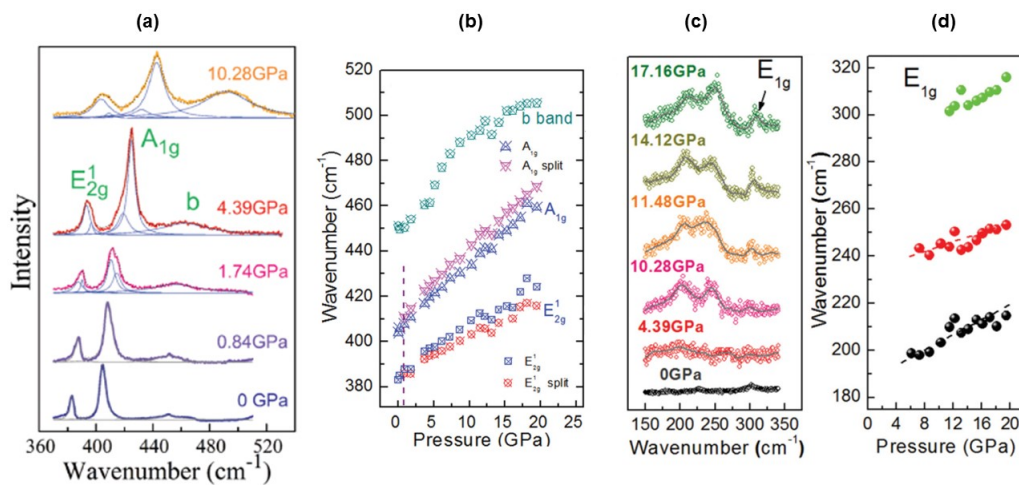 (a)
10.28GPa
A1g
E12g
b
4.39GPa
1.74GPa
0.84GPa
0 GPa
Intensity
360 400 440 480 520
Wavenumber (cm-1)
(b)
520
500
480
460
440
420
400
380
Wavenumber (cm-1)
b band
A1g
A1g split
A1g
E12g
E12g
E12g split
0 5 10 15 20
Pressure (GPa)
(c)
17.16GPa
E1g
14.12GPa
11.48GPa
10.28GPa
4.39GPa
0GPa
150 200 250 300 350
Wavenumber (cm-1)
(d)
320
300
280
260
240
220
200
180
Wavenumber (cm-1)
E1g
0 4 8 12 16 20
Pressure (GPa)